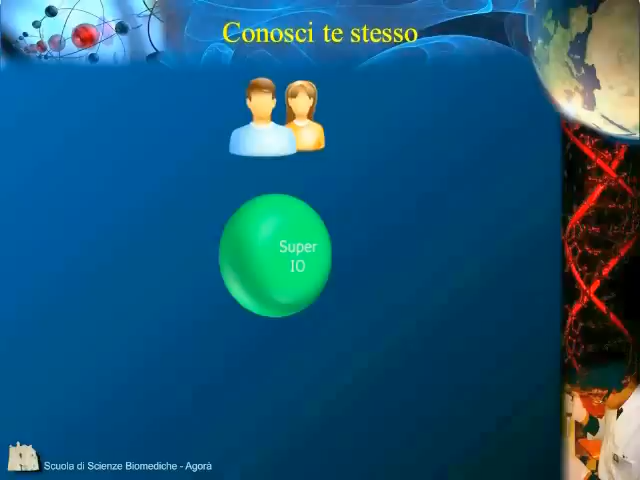 Conosci te stesso
Super
IO
Scuola di Scienze Biomediche - Agorà